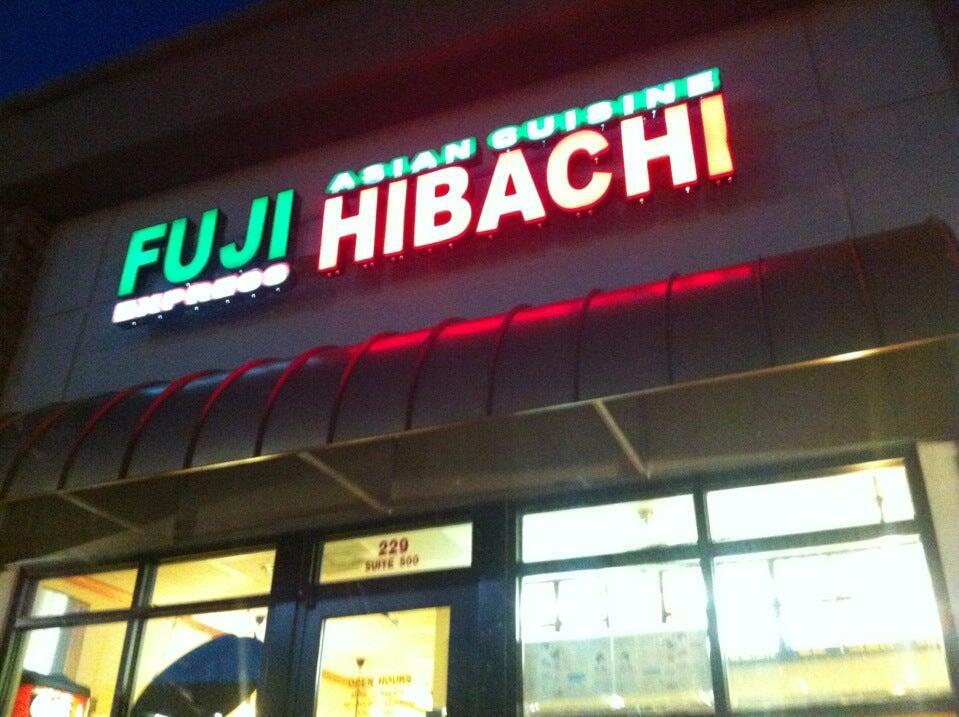 FUJI
EXPRESS
ASIAN CUISINE
HIBACHI
229
SUITE 500
OPEN HOURS